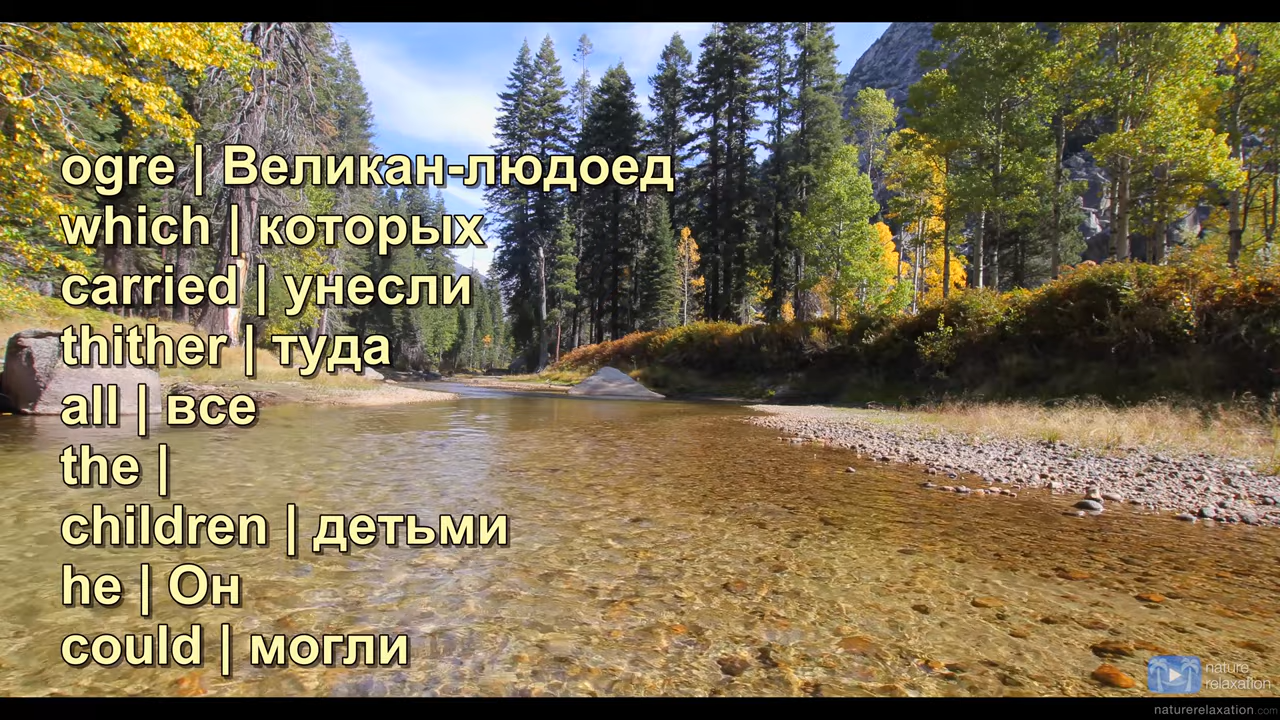 ogre | Великан-людоед
which | которых
carried | унесли
thither | туда
all | все
the |
children | детьми
he | Он
could | могли
nature
relaxation
naturerelaxation.com